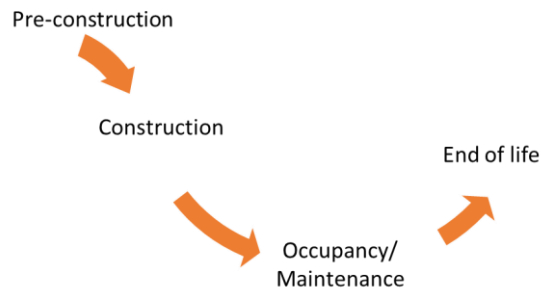 Pre-construction
Construction
End of life
Occupancy/
Maintenance